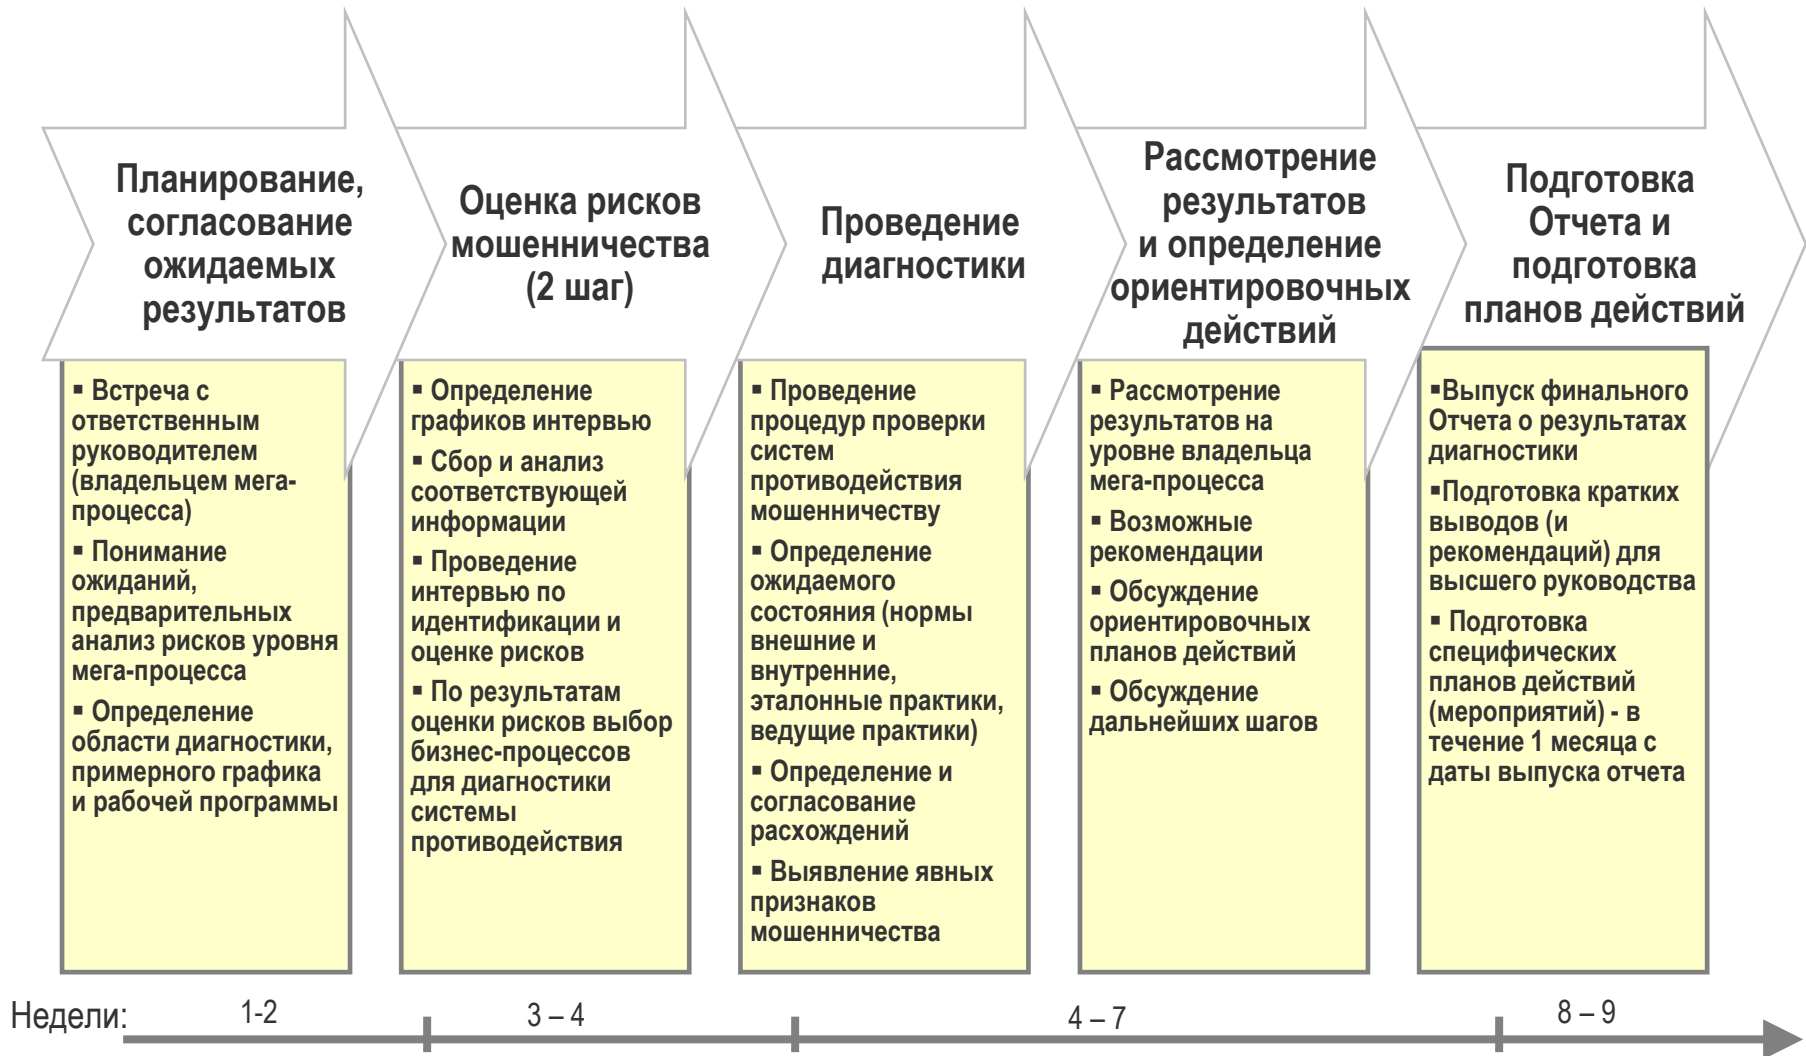 Планирование,
согласование
ожидаемых
результатов
Оценка рисков
мошенничества
(2 шаг)
Проведение
диагностики
Рассмотрение
результатов
и определение
ориентировочных
действий
Подготовка
Отчета и
подготовка
планов действий
▪ Встреча с
ответственным
руководителем
(владельцем мега-
процесса)
▪ Понимание
ожиданий,
предварительных
анализ рисков уровня
мега-процесса
▪ Определение
области диагностики,
примерного графика
и рабочей программы
▪ Определение
графиков интервью
▪ Сбор и анализ
соответствующей
информации
▪ Проведение
интервью по
идентификации и
оценке рисков
▪ По результатам
оценки рисков выбор
бизнес-процессов
для диагностики
системы
противодействия
▪ Проведение
процедур проверки
систем
противодействия
мошенничеству
▪ Определение
ожидаемого
состояния (нормы
внешние и
внутренние,
эталонные практики,
ведущие практики)
▪ Определение и
согласование
расхождений
▪ Выявление явных
признаков
мошенничества
▪ Рассмотрение
результатов на
уровне владельца
мега-процесса
▪ Возможные
рекомендации
▪ Обсуждение
ориентировочных
планов действий
▪ Обсуждение
дальнейших шагов
▪Выпуск финального
Отчета о результатах
диагностики
▪Подготовка кратких
выводов (и
рекомендаций) для
высшего руководства
▪ Подготовка
специфических
планов действий
(мероприятий) - в
течение 1 месяца с
даты выпуска отчета
Недели: 1-2 3 – 4 4 – 7 8 – 9